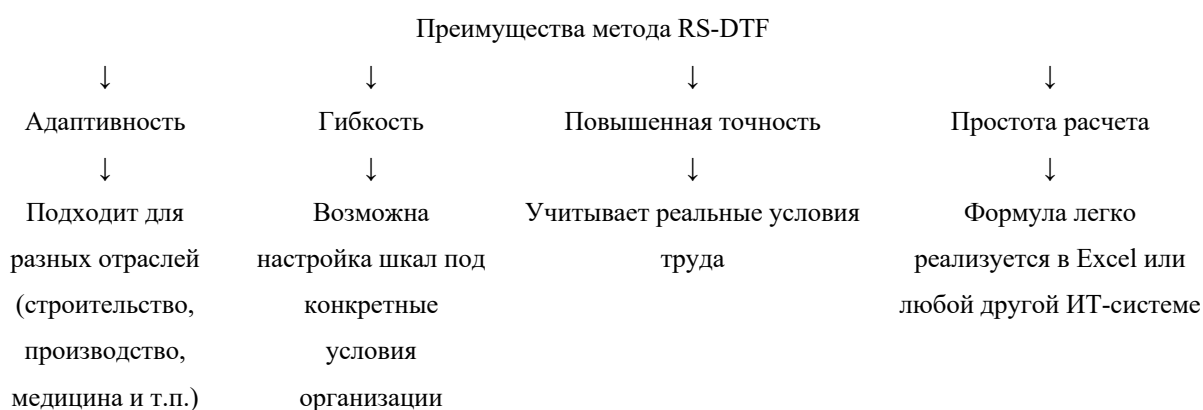 Преимущества метода RS-DTF
↓ ↓ ↓ ↓
Адаптивность Гибкость Повышенная точность Простота расчета
↓ ↓ ↓ ↓
Подходит для Возможна Учитывает реальные условия Формула легко
разных отраслей настройка шкал под труда реализуется в Excel или
(строительство, конкретные любой другой ИТ-системе
производство, условия
медицина и т.п.) организации